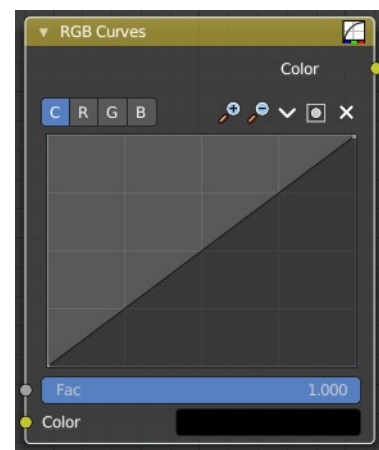 RGB Curves
Color
C R G B
Fac 1.000
Color